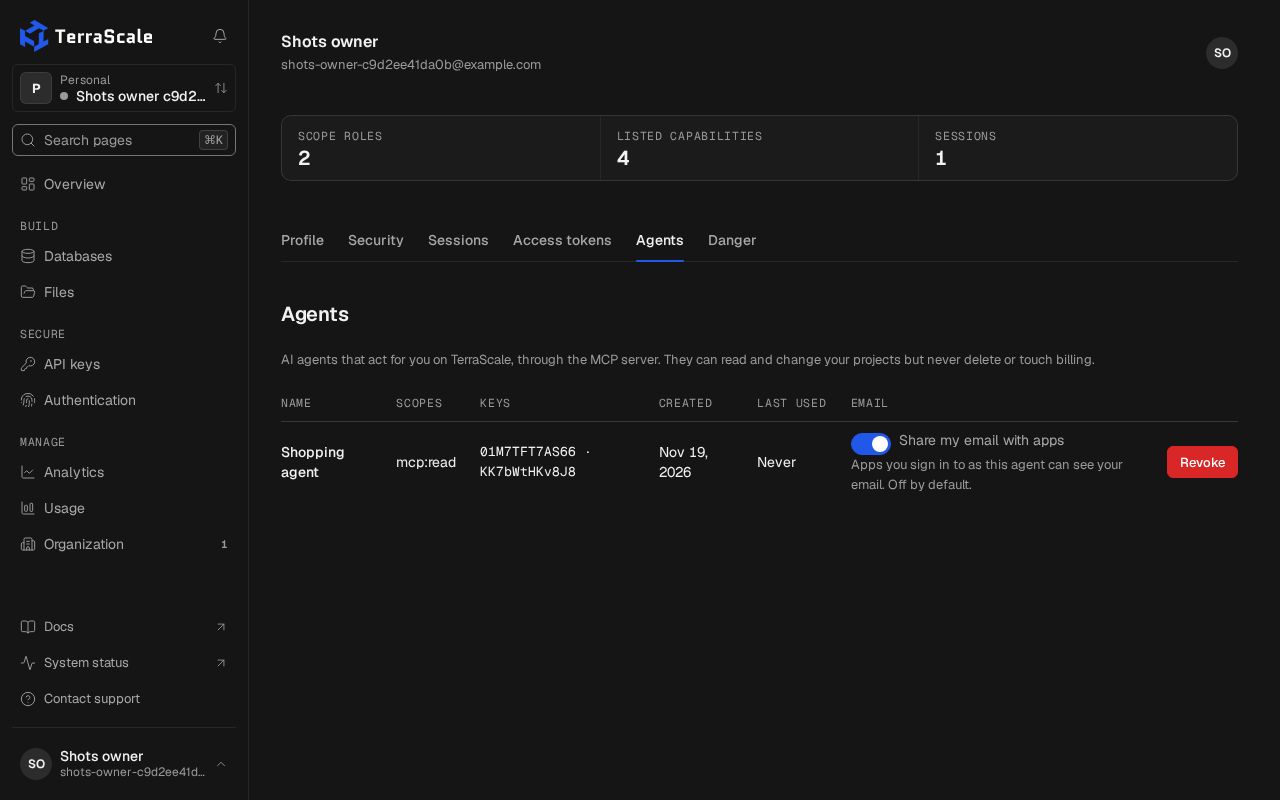 TerraScale
P
Personal
Shots owner c9d2…
Search pages
⌘K
Overview
BUILD
Databases
Files
SECURE
API keys
Authentication
MANAGE
Analytics
Usage
Organization
1
Docs
System status
Contact support
SO
Shots owner
shots-owner-c9d2ee41d…
Shots owner
shots-owner-c9d2ee41da0b@example.com
SO
SCOPE ROLES
2
LISTED CAPABILITIES
4
SESSIONS
1
Profile Security Sessions Access tokens Agents Danger
Agents
AI agents that act for you on TerraScale, through the MCP server. They can read and change your projects but never delete or touch billing.
NAME SCOPES KEYS CREATED LAST USED EMAIL
Shopping
agent
mcp:read
01M7TFT7AS66 ·
KK7bWtHKv8J8
Nov 19,
2026
Never
Share my email with apps
Apps you sign in to as this agent can see your
email. Off by default.
Revoke